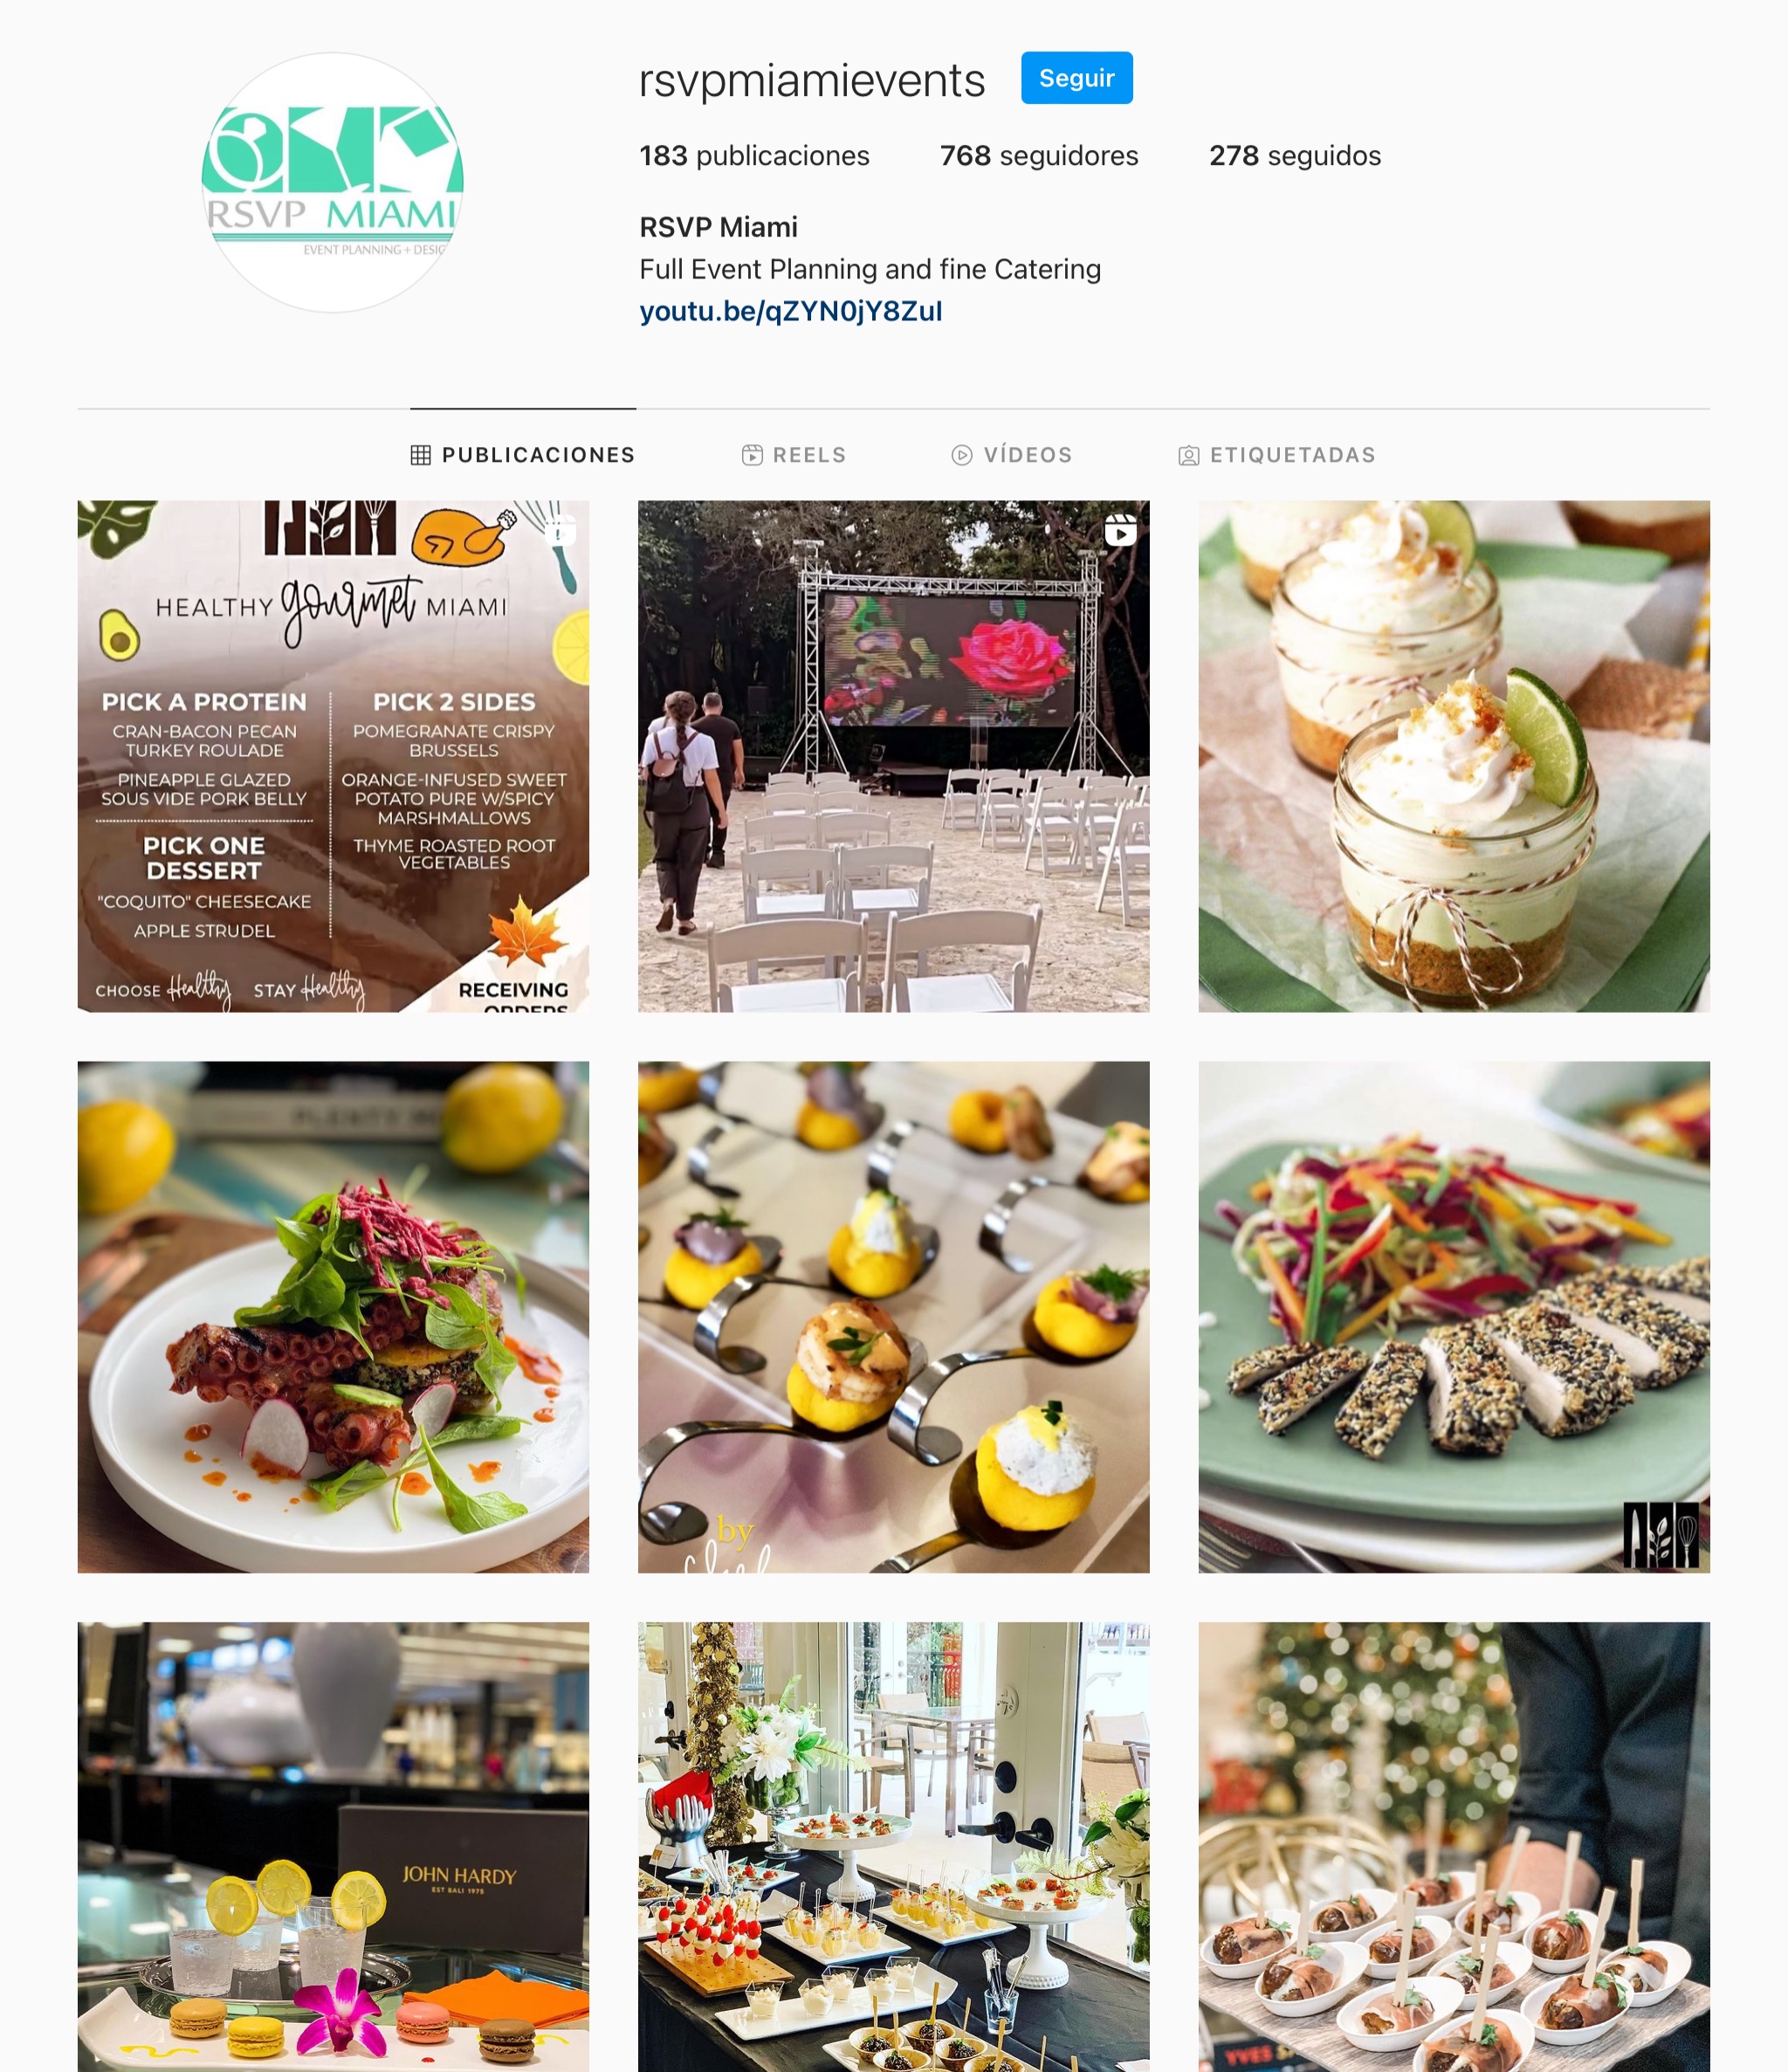 rsvpmiamievents Seguir
183 publicaciones 768 seguidores 278 seguidos
RSVP MIAMI
EVENT PLANNING + DESIG
RSVP Miami
Full Event Planning and fine Catering
youtu.be/qZYN0jY8ZuI
PUBLICACIONES REELS VÍDEOS ETIQUETADAS
HEALTHY gourmet MIAMI
PICK A PROTEIN
CRAN-BACON PECAN
TURKEY ROULADE
PINEAPPLE GLAZED
SOUS VIDE PORK BELLY
PICK ONE
DESSERT
"COQUITO" CHEESECAKE
APPLE STRUDEL
PICK 2 SIDES
POMEGRANATE CRISPY
BRUSSELS
ORANGE-INFUSED SWEET
POTATO PURE W/SPICY
MARSHMALLOWS
THYME ROASTED ROOT
VEGETABLES
CHOOSE Healthy STAY Healthy
RECEIVING
ORDERS
PLENTY
by
JOHN HARDY
EST BALI 1975
YVES